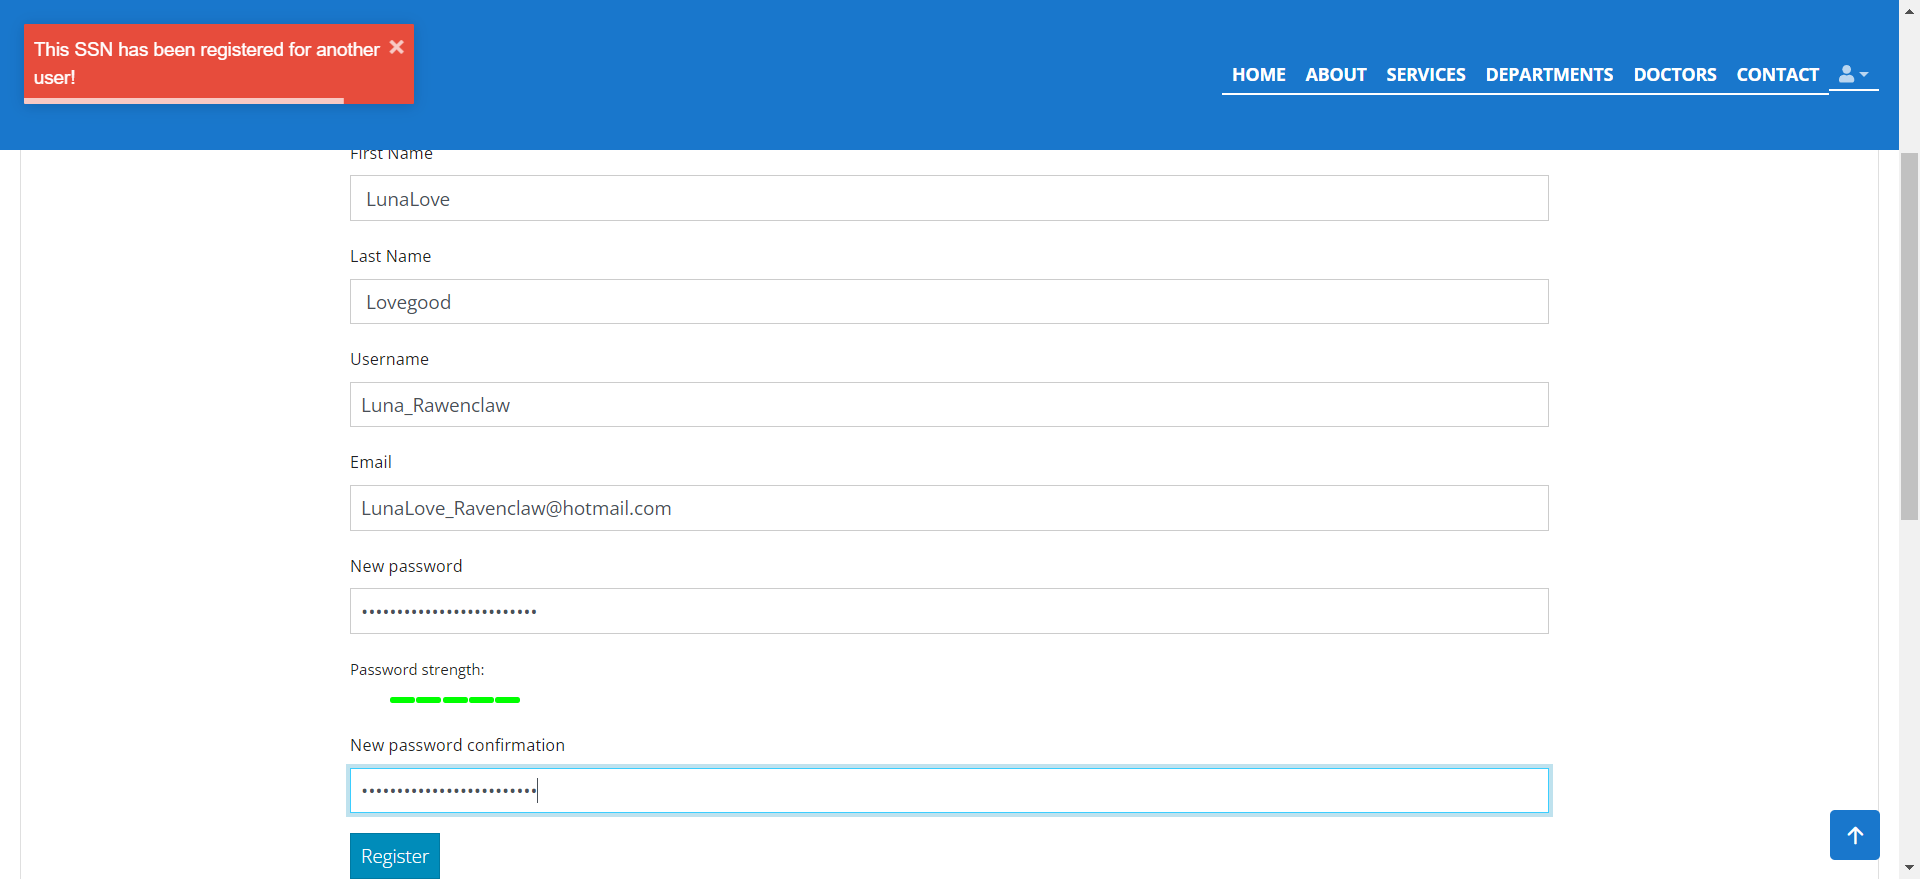 This SSN has been registered for another
user!
HOME ABOUT SERVICES DEPARTMENTS DOCTORS CONTACT
First Name
LunaLove
Last Name
Lovegood
Username
Luna_Rawenclaw
Email
LunaLove_Ravenclaw@hotmail.com
New password
Password strength:
New password confirmation
Register